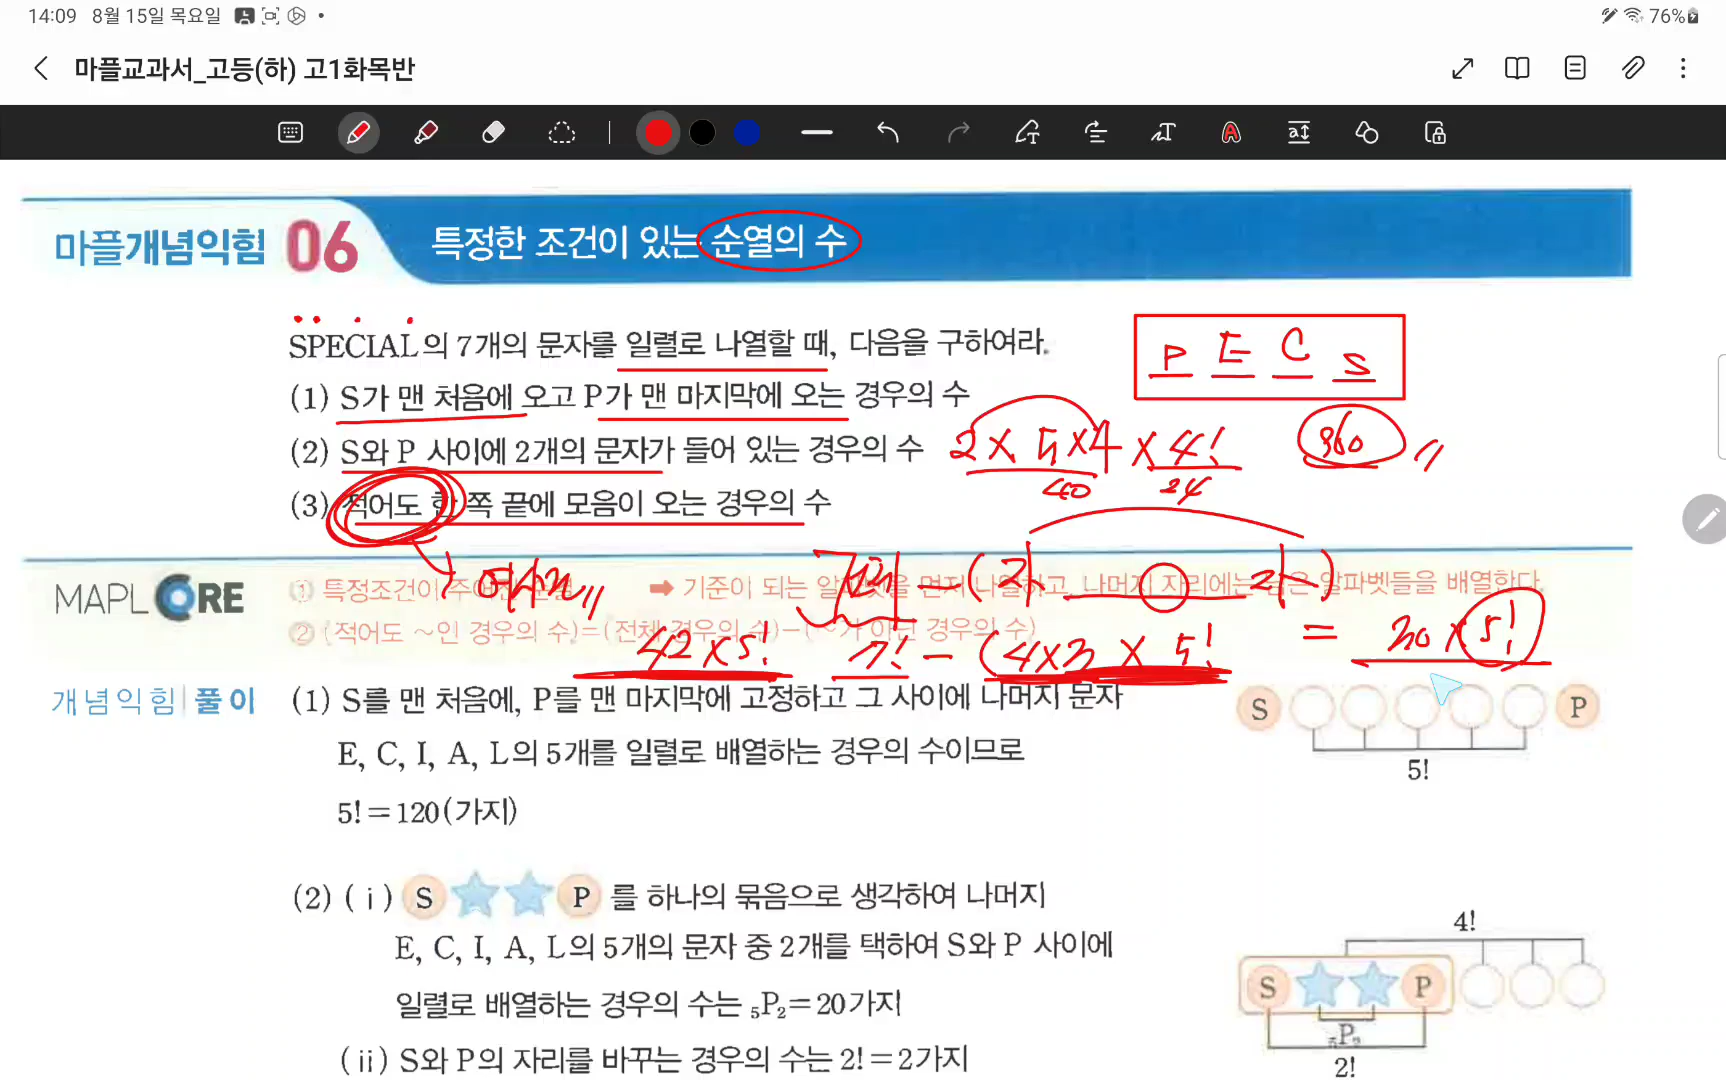 14:09 8월 15일 목요일
76%
마플교과서_고등(하) 고1화목반
마플개념익힘 06 특정한 조건이 있는 순열의 수
SPECIAL의 7개의 문자를 일렬로 나열할 때, 다음을 구하여라.
P E C S
(1) S가 맨 처음에 오고 P가 맨 마지막에 오는 경우의 수
(2) S와 P 사이에 2개의 문자가 들어 있는 경우의 수
2 × 5 × 4 × 4!
40 24
(3) 적어도 한 쪽 끝에 모음이 오는 경우의 수
MAPL CORE
① 특정조건이 주어진 순열 ➡ 기준이 되는 알파벳을 먼저 나열하고, 나머지 자리에는 남은 알파벳들을 배열한다.
② (적어도 ~인 경우의 수)=(전체 경우의 수)-(~가 아닌 경우의 수)
42 × 5! 7! - (4×3 × 5! = 30 × 5!
개념익힘 | 풀이
(1) S를 맨 처음에, P를 맨 마지막에 고정하고 그 사이에 나머지 문자
E, C, I, A, L의 5개를 일렬로 배열하는 경우의 수이므로
5!=120(가지)
S P
5!
(2) (i) S P 를 하나의 묶음으로 생각하여 나머지
E, C, I, A, L의 5개의 문자 중 2개를 택하여 S와 P 사이에
일렬로 배열하는 경우의 수는 ₅P₂=20가지
(ii) S와 P의 자리를 바꾸는 경우의 수는 2!=2가지
4!
S P
₅P₂
2!